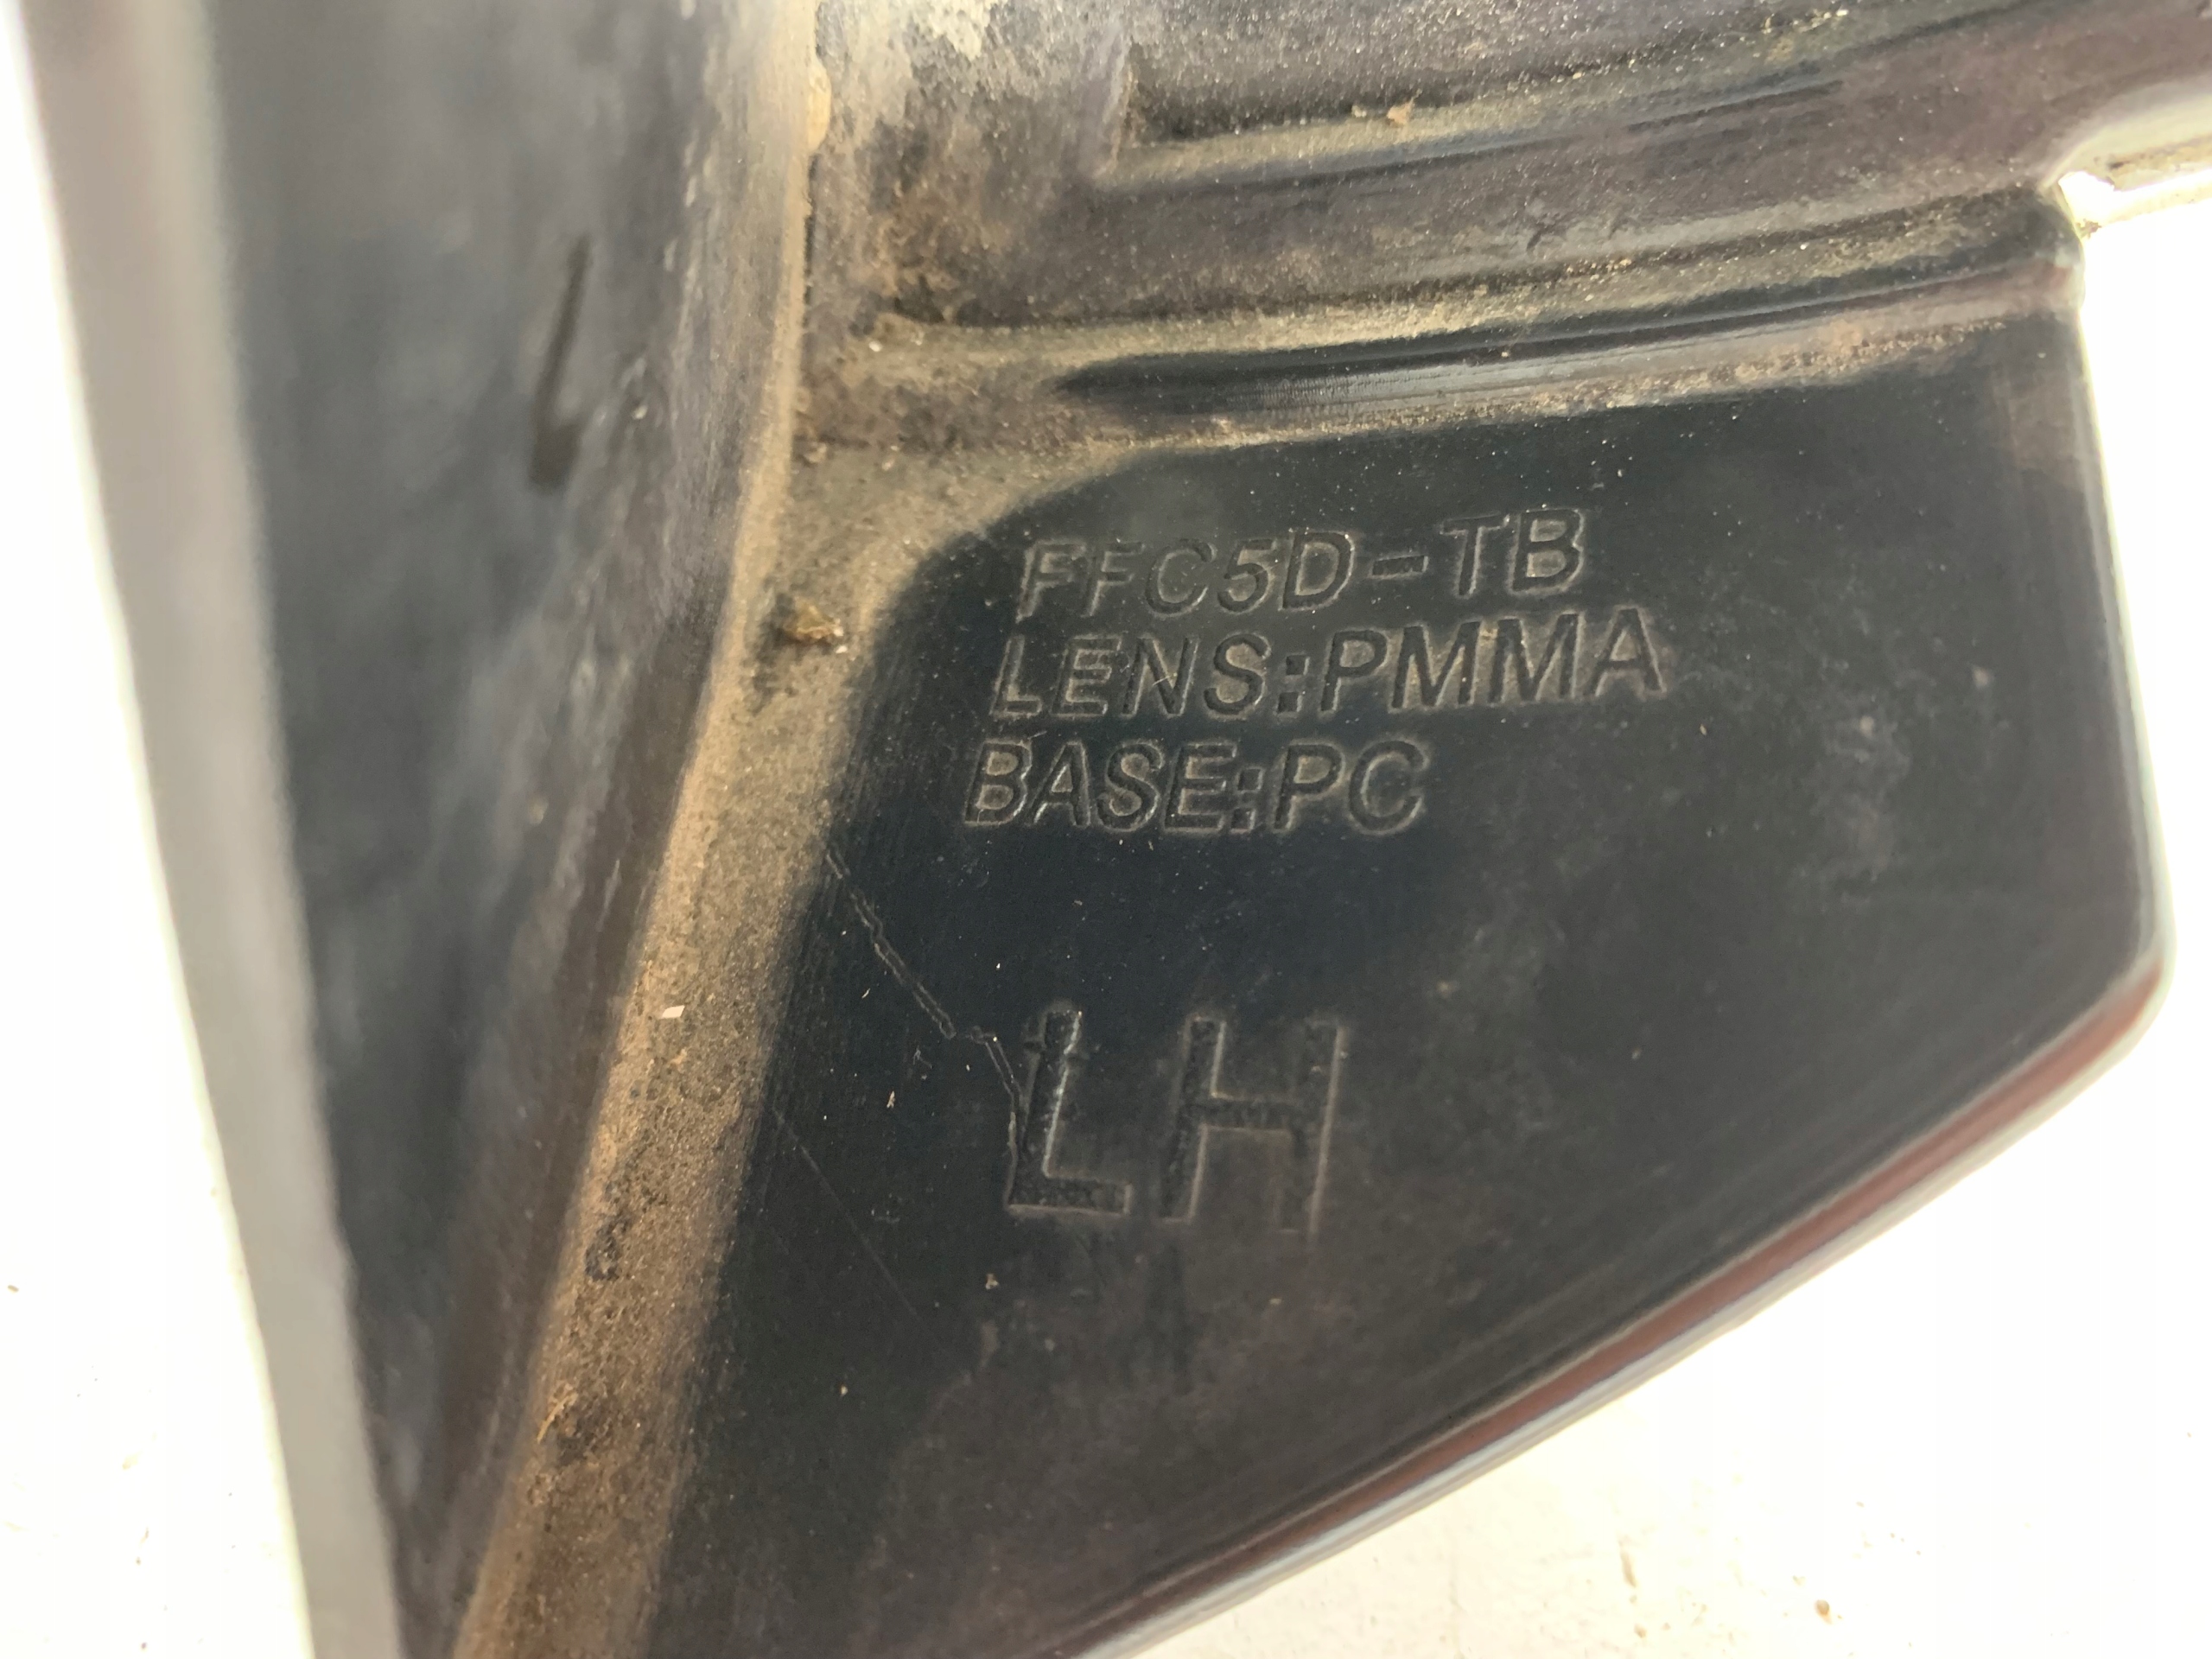 FFC5D-TB
LENS:PMMA
BASE:PC
LH